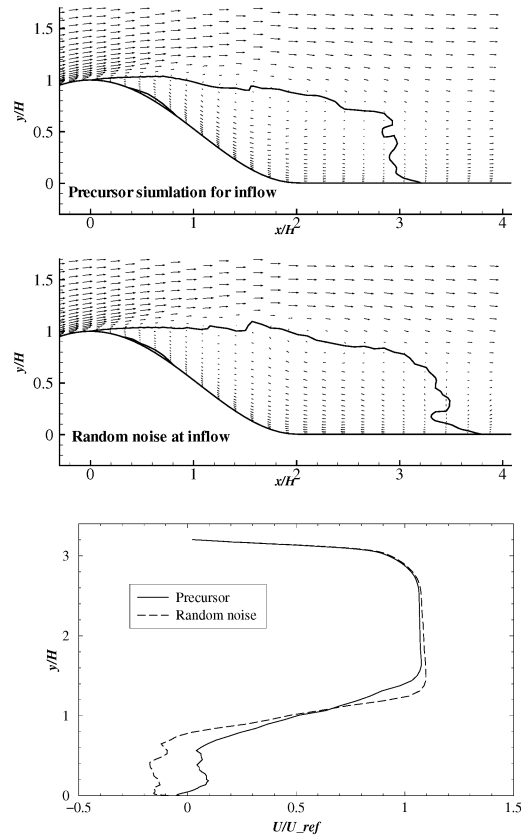 1.5
1
0.5
0
y/H
Precursor siumlation for inflow
0
1
2
3
4
x/H
1.5
1
0.5
0
y/H
Random noise at inflow
0
1
2
3
4
x/H
3
2
1
0
y/H
Precursor
Random noise
−0.5
0
0.5
1
1.5
U/U_ref